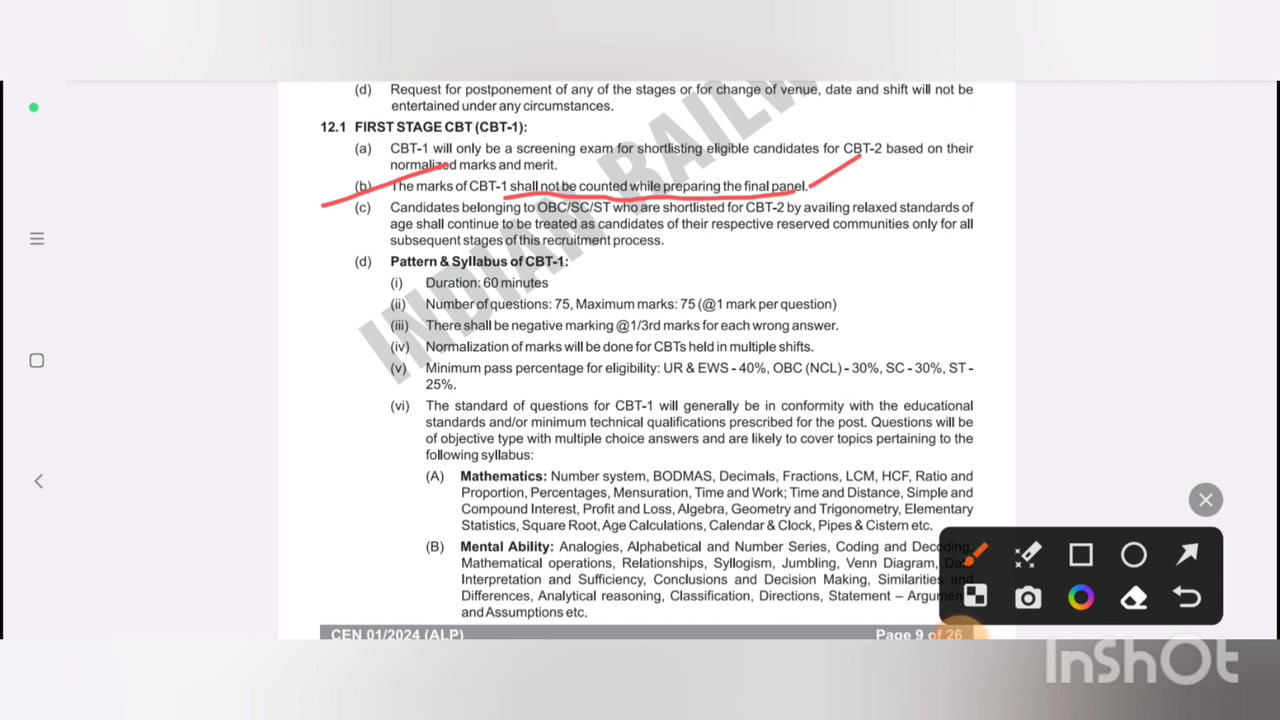 (d) Request for postponement of any of the stages or for change of venue, date and shift will not be
entertained under any circumstances.
12.1 FIRST STAGE CBT (CBT-1):
(a) CBT-1 will only be a screening exam for shortlisting eligible candidates for CBT-2 based on their
normalized marks and merit.
(b) The marks of CBT-1 shall not be counted while preparing the final panel.
(c) Candidates belonging to OBC/SC/ST who are shortlisted for CBT-2 by availing relaxed standards of
age shall continue to be treated as candidates of their respective reserved communities only for all
subsequent stages of this recruitment process.
(d) Pattern & Syllabus of CBT-1:
(i) Duration: 60 minutes
(ii) Number of questions: 75, Maximum marks: 75 (@1 mark per question)
(iii) There shall be negative marking @1/3rd marks for each wrong answer.
(iv) Normalization of marks will be done for CBTs held in multiple shifts.
(v) Minimum pass percentage for eligibility: UR & EWS - 40%, OBC (NCL) - 30%, SC - 30%, ST -
25%.
(vi) The standard of questions for CBT-1 will generally be in conformity with the educational
standards and/or minimum technical qualifications prescribed for the post. Questions will be
of objective type with multiple choice answers and are likely to cover topics pertaining to the
following syllabus:
(A) Mathematics: Number system, BODMAS, Decimals, Fractions, LCM, HCF, Ratio and
Proportion, Percentages, Mensuration, Time and Work; Time and Distance, Simple and
Compound Interest, Profit and Loss, Algebra, Geometry and Trigonometry, Elementary
Statistics, Square Root, Age Calculations, Calendar & Clock, Pipes & Cistern etc.
(B) Mental Ability: Analogies, Alphabetical and Number Series, Coding and Decoding,
Mathematical operations, Relationships, Syllogism, Jumbling, Venn Diagram,
Interpretation and Sufficiency, Conclusions and Decision Making, Similarities and
Differences, Analytical reasoning, Classification, Directions, Statement –
and Assumptions etc.
CEN 01/2024 (ALP) Page 9 of 26
INDIAN RAILW
InShOt